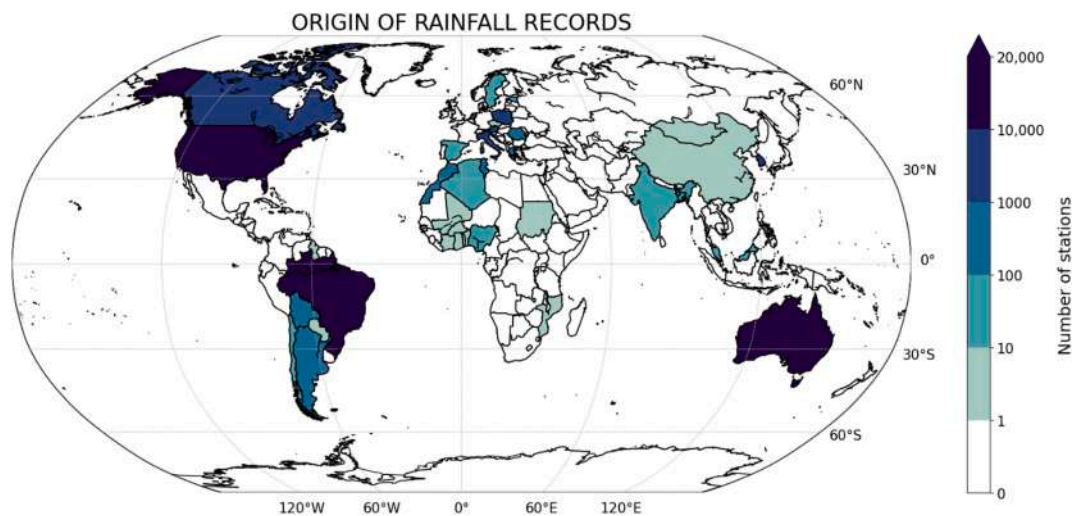 ORIGIN OF RAINFALL RECORDS
20,000
60°N
10,000
30°N
1000
0°
100
30°S
10
60°S
1
0
Number of stations
120°W 60°W 0° 60°E 120°E